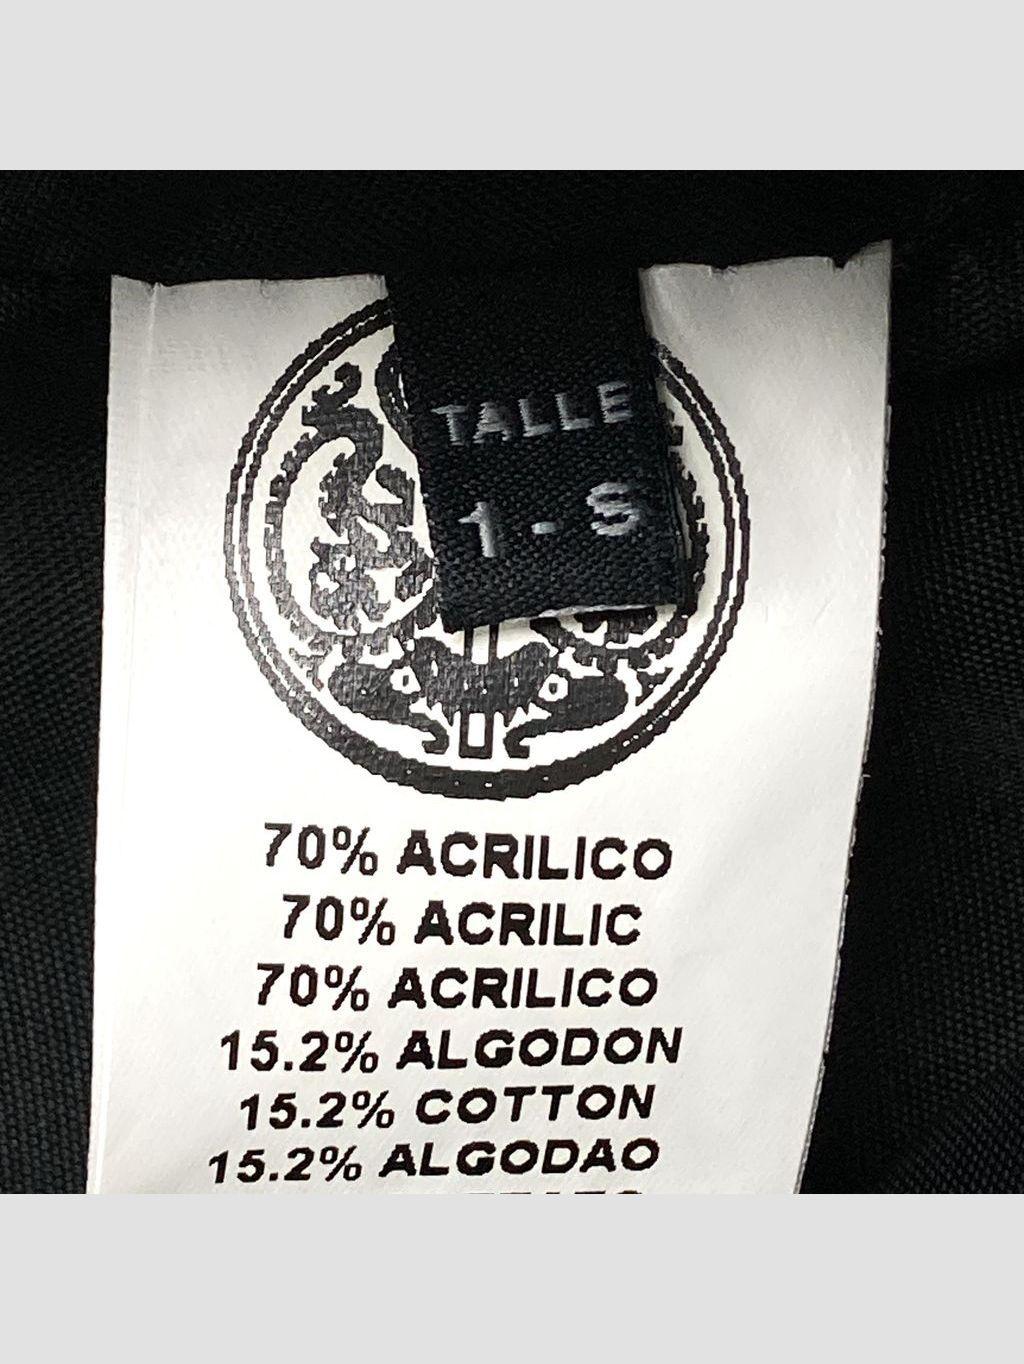 TALLE
1 - S
70% ACRILICO
70% ACRILIC
70% ACRILICO
15.2% ALGODON
15.2% COTTON
15.2% ALGODAO